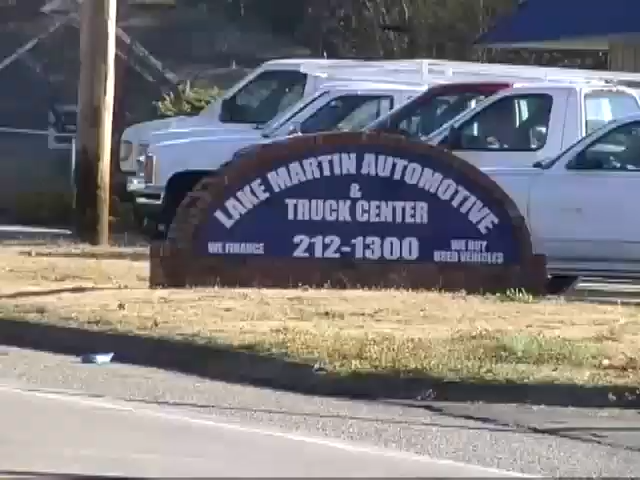 LAKE MARTIN AUTOMOTIVE
&
TRUCK CENTER
WE FINANCE
212-1300
WE BUY
USED VEHICLES